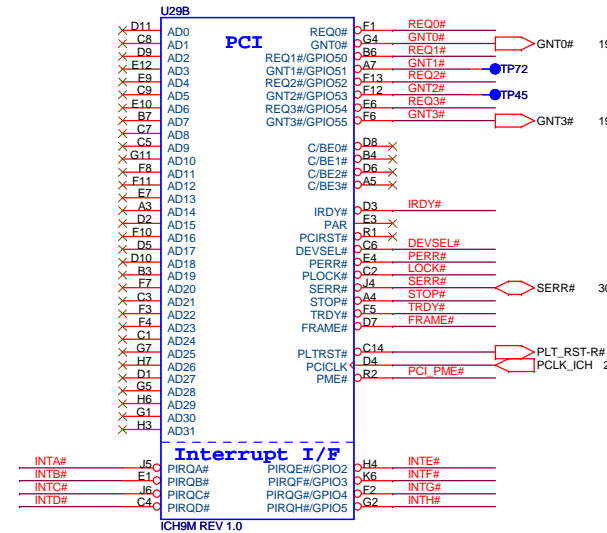 U29B
PCI
D11 AD0 REQ0# F1 REQ0#
C8 AD1 GNT0# G4 GNT0# GNT0# 19
D9 AD2 REQ1#/GPIO50 B6 REQ1#
E12 AD3 GNT1#/GPIO51 A7 GNT1# TP72
E9 AD4 REQ2#/GPIO52 F13 REQ2#
C9 AD5 GNT2#/GPIO53 F12 GNT2# TP45
E10 AD6 REQ3#/GPIO54 E6 REQ3#
B7 AD7 GNT3#/GPIO55 F6 GNT3# GNT3# 19
C7 AD8
C5 AD9 C/BE0# D8
G11 AD10 C/BE1# B4
F8 AD11 C/BE2# D6
F11 AD12 C/BE3# A5
E7 AD13
A3 AD14 IRDY# D3 IRDY#
D2 AD15 PAR E3
F10 AD16 PCIRST# R1
D5 AD17 DEVSEL# C6 DEVSEL#
D10 AD18 PERR# E4 PERR#
B3 AD19 PLOCK# C2 LOCK#
F7 AD20 SERR# J4 SERR# SERR# 30
C3 AD21 STOP# A4 STOP#
F3 AD22 TRDY# F5 TRDY#
F4 AD23 FRAME# D7 FRAME#
C1 AD24
G7 AD25 PLTRST# C14 PLT_RST-R#
H7 AD26 PCICLK D4 PCLK_ICH 2
D1 AD27 PME# R2 PCI_PME#
G5 AD28
H6 AD29
G1 AD30
H3 AD31
Interrupt I/F
INTA# J5 PIRQA# PIRQE#/GPIO2 H4 INTE#
INTB# E1 PIRQB# PIRQF#/GPIO3 K6 INTF#
INTC# J6 PIRQC# PIRQG#/GPIO4 F2 INTG#
INTD# C4 PIRQD# PIRQH#/GPIO5 G2 INTH#
ICH9M REV 1.0